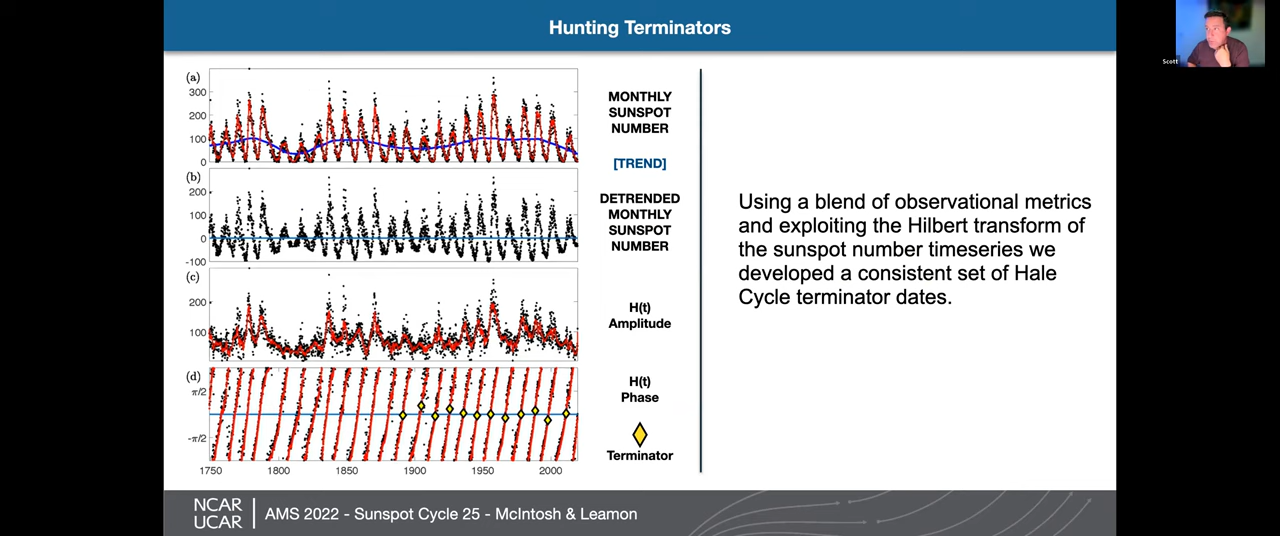 Hunting Terminators
Scott
(a)
300
200
100
0
MONTHLY
SUNSPOT
NUMBER
[TREND]
(b)
200
100
0
-100
DETRENDED
MONTHLY
SUNSPOT
NUMBER
(c)
200
100
H(t)
Amplitude
(d)
π/2
-π/2
H(t)
Phase
Terminator
1750 1800 1850 1900 1950 2000
Using a blend of observational metrics
and exploiting the Hilbert transform of
the sunspot number timeseries we
developed a consistent set of Hale
Cycle terminator dates.
NCAR
UCAR
AMS 2022 - Sunspot Cycle 25 - McIntosh & Leamon